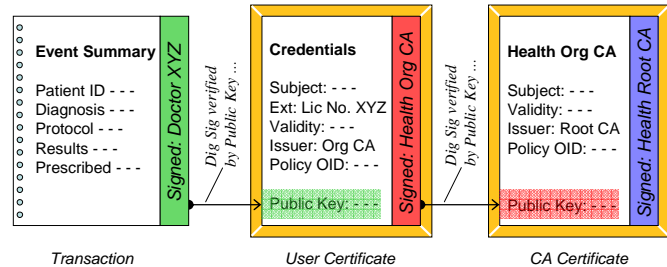 Event Summary
Patient ID - - -
Diagnosis - - -
Protocol - - -
Results - - -
Prescribed - - -
Signed: Doctor XYZ
Dig Sig verified
by Public Key ...
Credentials
Subject: - - -
Ext: Lic No. XYZ
Validity: - - -
Issuer: Org CA
Policy OID: - - -
Public Key: - - -
Signed: Health Org CA
Dig Sig verified
by Public Key ...
Health Org CA
Subject: - - -
Validity: - - -
Issuer: Root CA
Policy OID: - - -
Public Key: - - -
Signed: Health Root CA
Transaction
User Certificate
CA Certificate